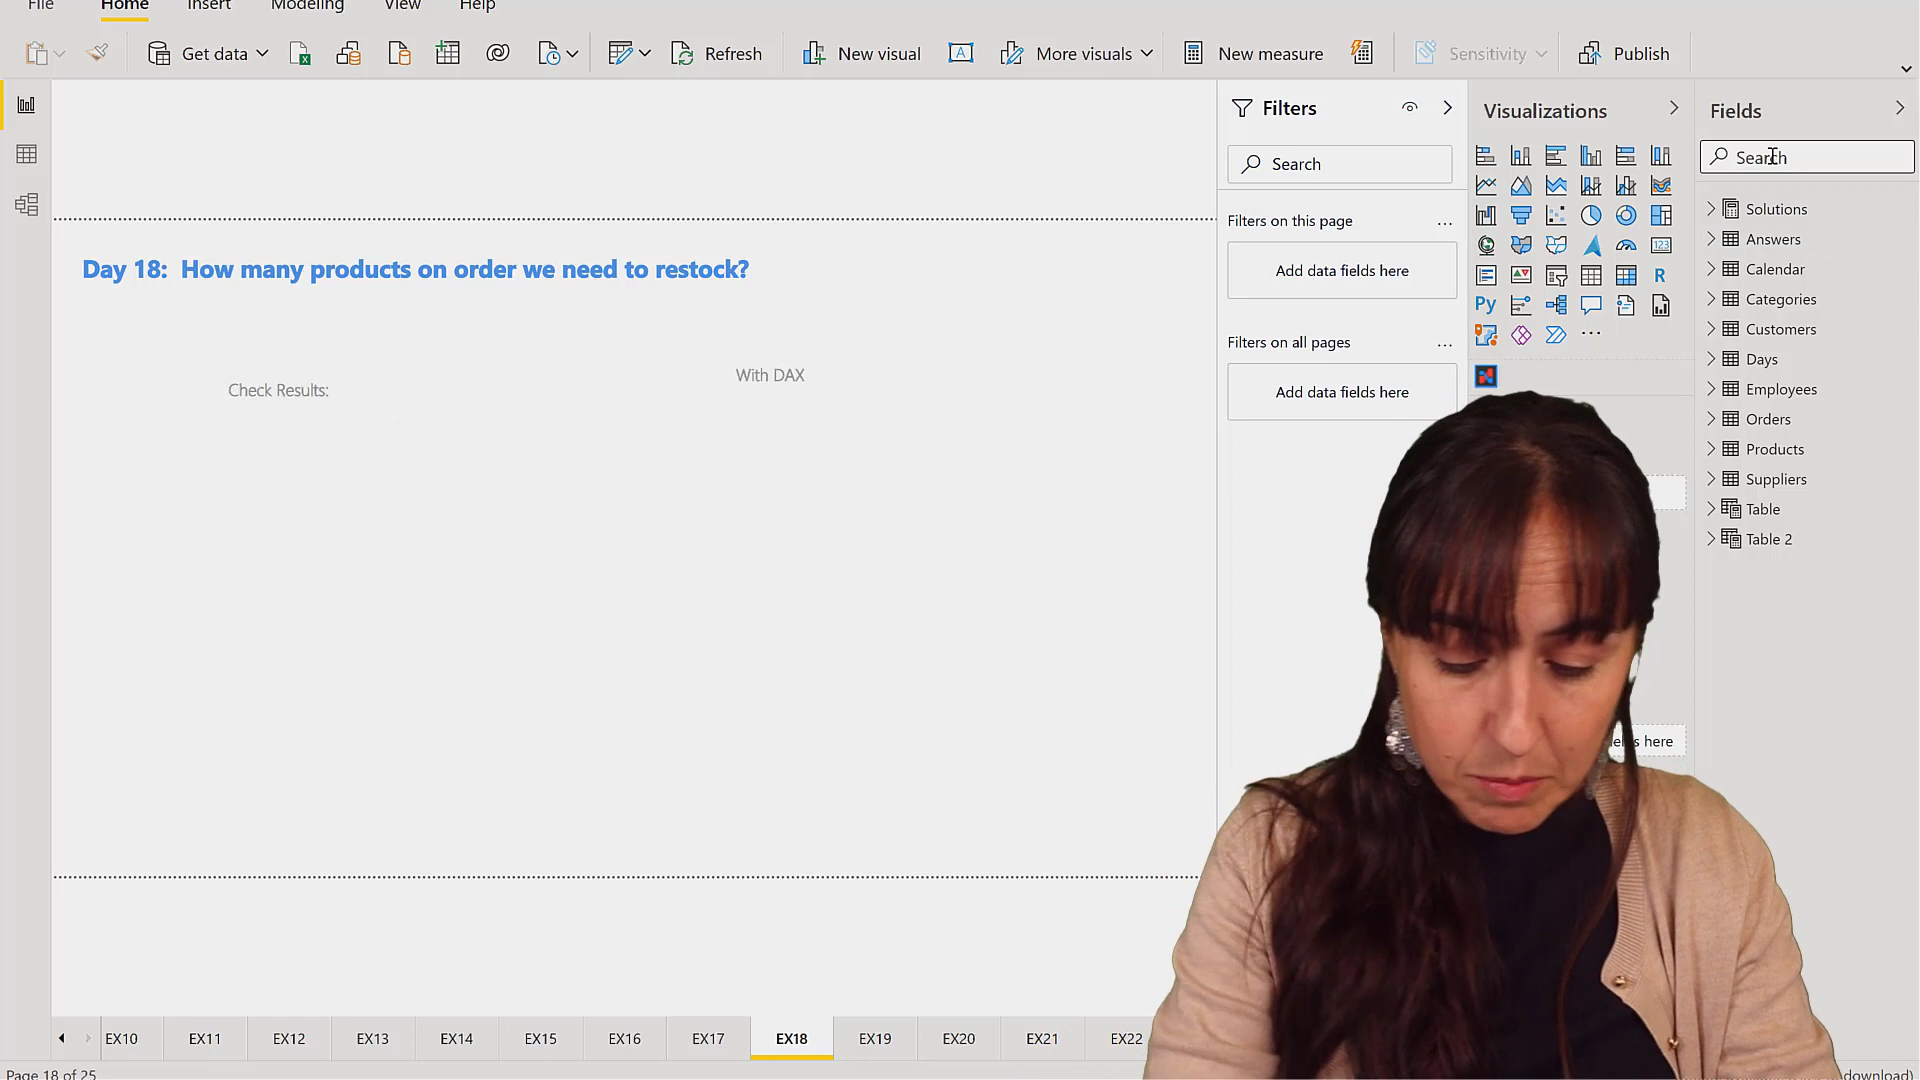 File Home Insert Modeling View Help
Get data Refresh New visual More visuals New measure Sensitivity Publish
Filters
Search
Filters on this page ...
Add data fields here
Filters on all pages ...
Add data fields here
Visualizations
123
R
Py
...
Fields
Search
Solutions
Answers
Calendar
Categories
Customers
Days
Employees
Orders
Products
Suppliers
Table
Table 2
Day 18: How many products on order we need to restock?
Check Results:
With DAX
here
EX10 EX11 EX12 EX13 EX14 EX15 EX16 EX17 EX18 EX19 EX20 EX21 EX22
Page 18 of 25
download)